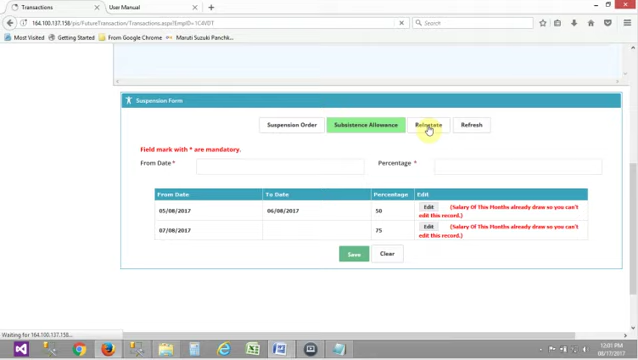 Transactions
User Manual
164.100.137.158/pis/FutureTransaction/Transactions.aspx?EmpID=1C4VDT
Search
Most Visited
Getting Started
From Google Chrome
Maruti Suzuki Panchk...
Suspension Form
Suspension Order
Subsistence Allowance
Reinstate
Refresh
Field mark with * are mandatory.
From Date *
Percentage *
From Date To Date Percentage Edit
05/08/2017 06/08/2017 50 Edit (Salary Of This Months already draw so you can't
edit this record.)
07/08/2017 75 Edit (Salary Of This Months already draw so you can't
edit this record.)
Save
Clear
Waiting for 164.100.137.158...
12:01 PM
08/17/2017